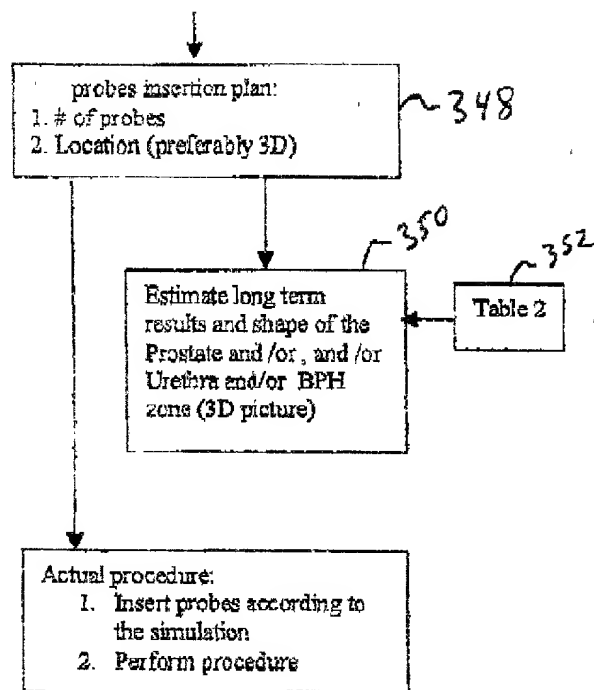 probes insertion plan:
1. # of probes
2. Location (preferably 3D)
348
350
352
Estimate long term
results and shape of the
Prostate and /or , and /or
Urethra and/or BPH
zone (3D picture)
Table 2
Actual procedure:
1. Insert probes according to
the simulation
2. Perform procedure